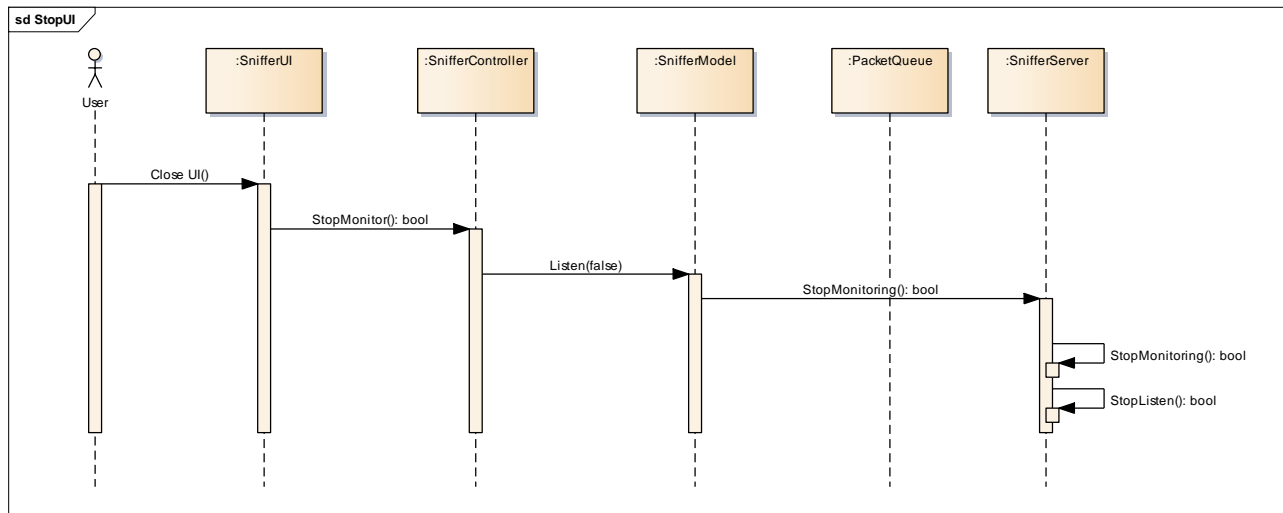 sd StopUI
:SnifferUI
:SnifferController
:SnifferModel
:PacketQueue
:SnifferServer
User
Close UI()
StopMonitor(): bool
Listen(false)
StopMonitoring(): bool
StopMonitoring(): bool
StopListen(): bool